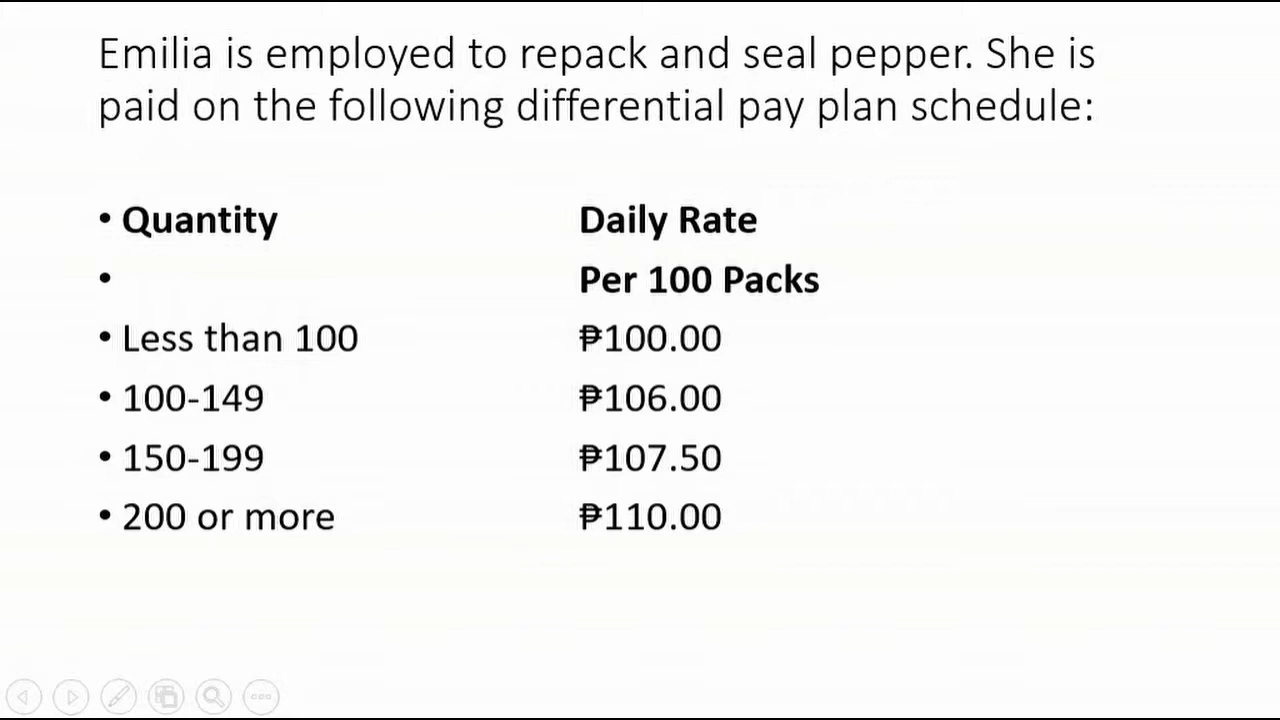 Emilia is employed to repack and seal pepper. She is
paid on the following differential pay plan schedule:
• Quantity Daily Rate
• Per 100 Packs
• Less than 100 ₱100.00
• 100-149 ₱106.00
• 150-199 ₱107.50
• 200 or more ₱110.00